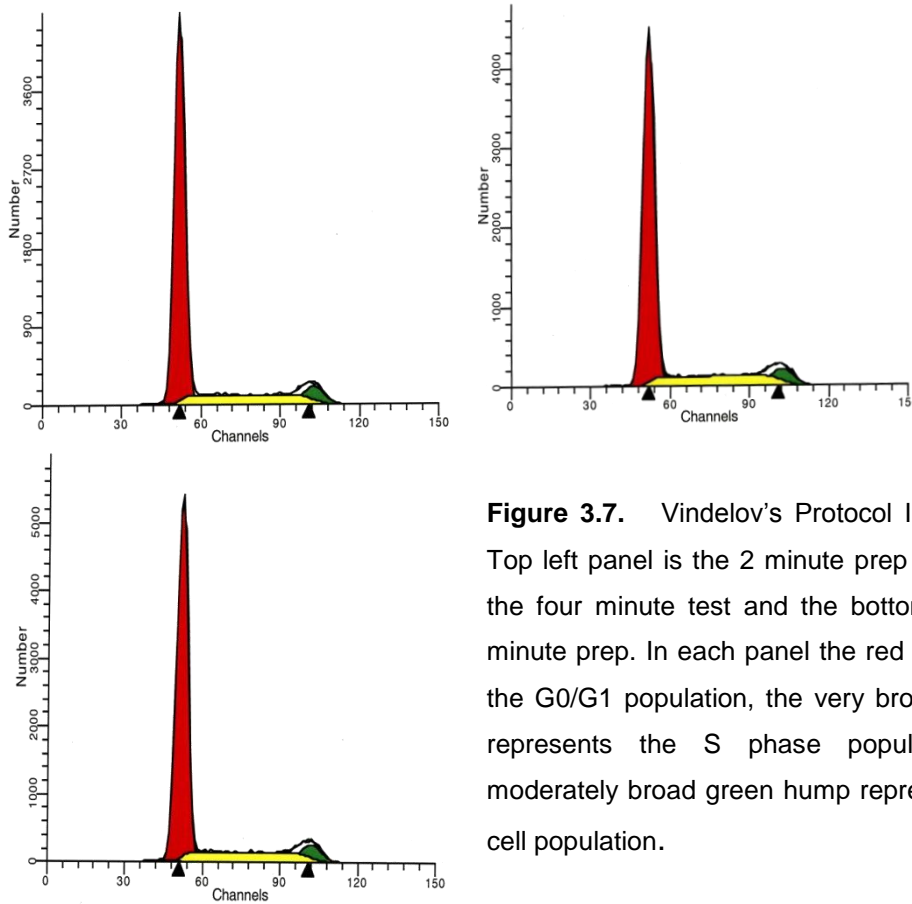 3600
2700
1800
900
0
Number
0 30 60 90 120 150
Channels
4000
3000
2000
1000
0
Number
0 30 60 90 120 150
Channels
5000
4000
3000
2000
1000
0
Number
0 30 60 90 120 150
Channels
Figure 3.7. Vindelov's Protocol I
Top left panel is the 2 minute prep
the four minute test and the
minute prep. In each panel the red
the G0/G1 population, the very bro
represents the S phase popul
moderately broad green hump repre
cell population.